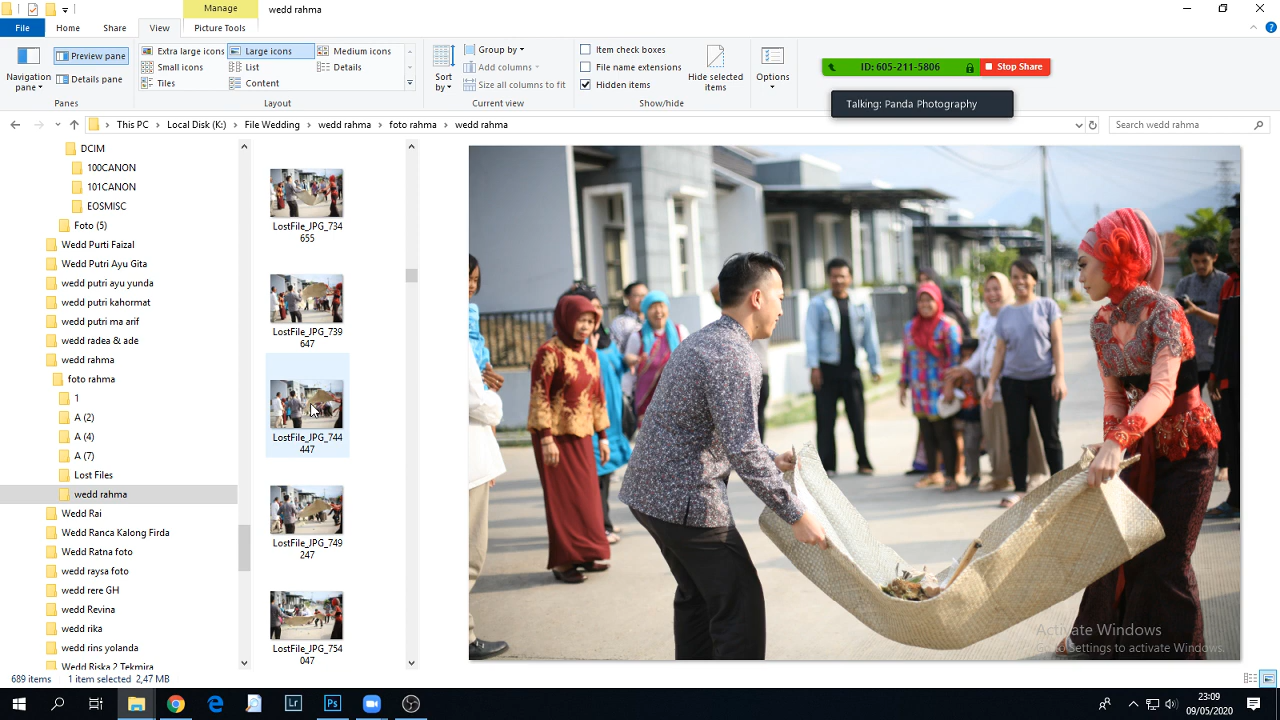 Manage
wedd rahma
File
Home
Share
View
Picture Tools
Navigation pane
Preview pane
Details pane
Panes
Extra large icons
Large icons
Medium icons
Small icons
List
Details
Tiles
Content
Layout
Sort by
Group by
Add columns
Size all columns to fit
Current view
Item check boxes
File name extensions
Hidden items
Hide selected items
Show/hide
Options
ID: 605-211-5806
Stop Share
Talking: Panda Photography
This PC > Local Disk (K:) > File Wedding > wedd rahma > foto rahma > wedd rahma
Search wedd rahma
DCIM
100CANON
101CANON
EOSMISC
Foto (5)
Wedd Purti Faizal
Wedd Putri Ayu Gita
wedd putri ayu yunda
wedd putri kahormat
wedd putri ma arif
wedd radea & ade
wedd rahma
foto rahma
1
A (2)
A (4)
A (7)
Lost Files
wedd rahma
Wedd Rai
Wedd Ranca Kalong Firda
Wedd Ratna foto
wedd raysa foto
wedd rere GH
wedd Revina
wedd rika
wedd rins yolanda
Wedd Riska 2 Tekmira
LostFile_JPG_734
655
LostFile_JPG_739
647
LostFile_JPG_744
447
LostFile_JPG_749
247
LostFile_JPG_754
047
Activate Windows
Go to Settings to activate Windows.
689 items
1 item selected 2,47 MB
Lr
Ps
23:09
09/05/2020